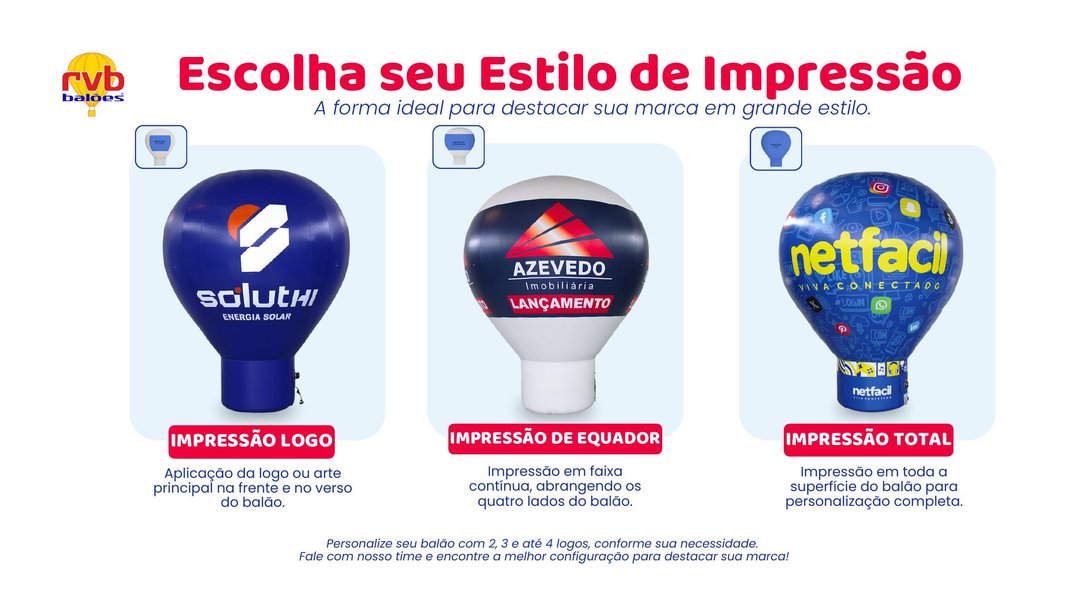 rvb
balões
Escolha seu Estilo de Impressão
A forma ideal para destacar sua marca em grande estilo.
soluthi
ENERGIA SOLAR
AZEVEDO
Imobiliária
LANÇAMENTO
netfacil
VIVA CONECTADO
LOGIN
.COM
netfacil
VIVA CONECTADO
IMPRESSÃO LOGO
IMPRESSÃO DE EQUADOR
IMPRESSÃO TOTAL
Aplicação da logo ou arte
principal na frente e no verso
do balão.
Impressão em faixa
contínua, abrangendo os
quatro lados do balão.
Impressão em toda a
superfície do balão para
personalização completa.
Personalize seu balão com 2, 3 e até 4 logos, conforme sua necessidade.
Fale com nosso time e encontre a melhor configuração para destacar sua marca!